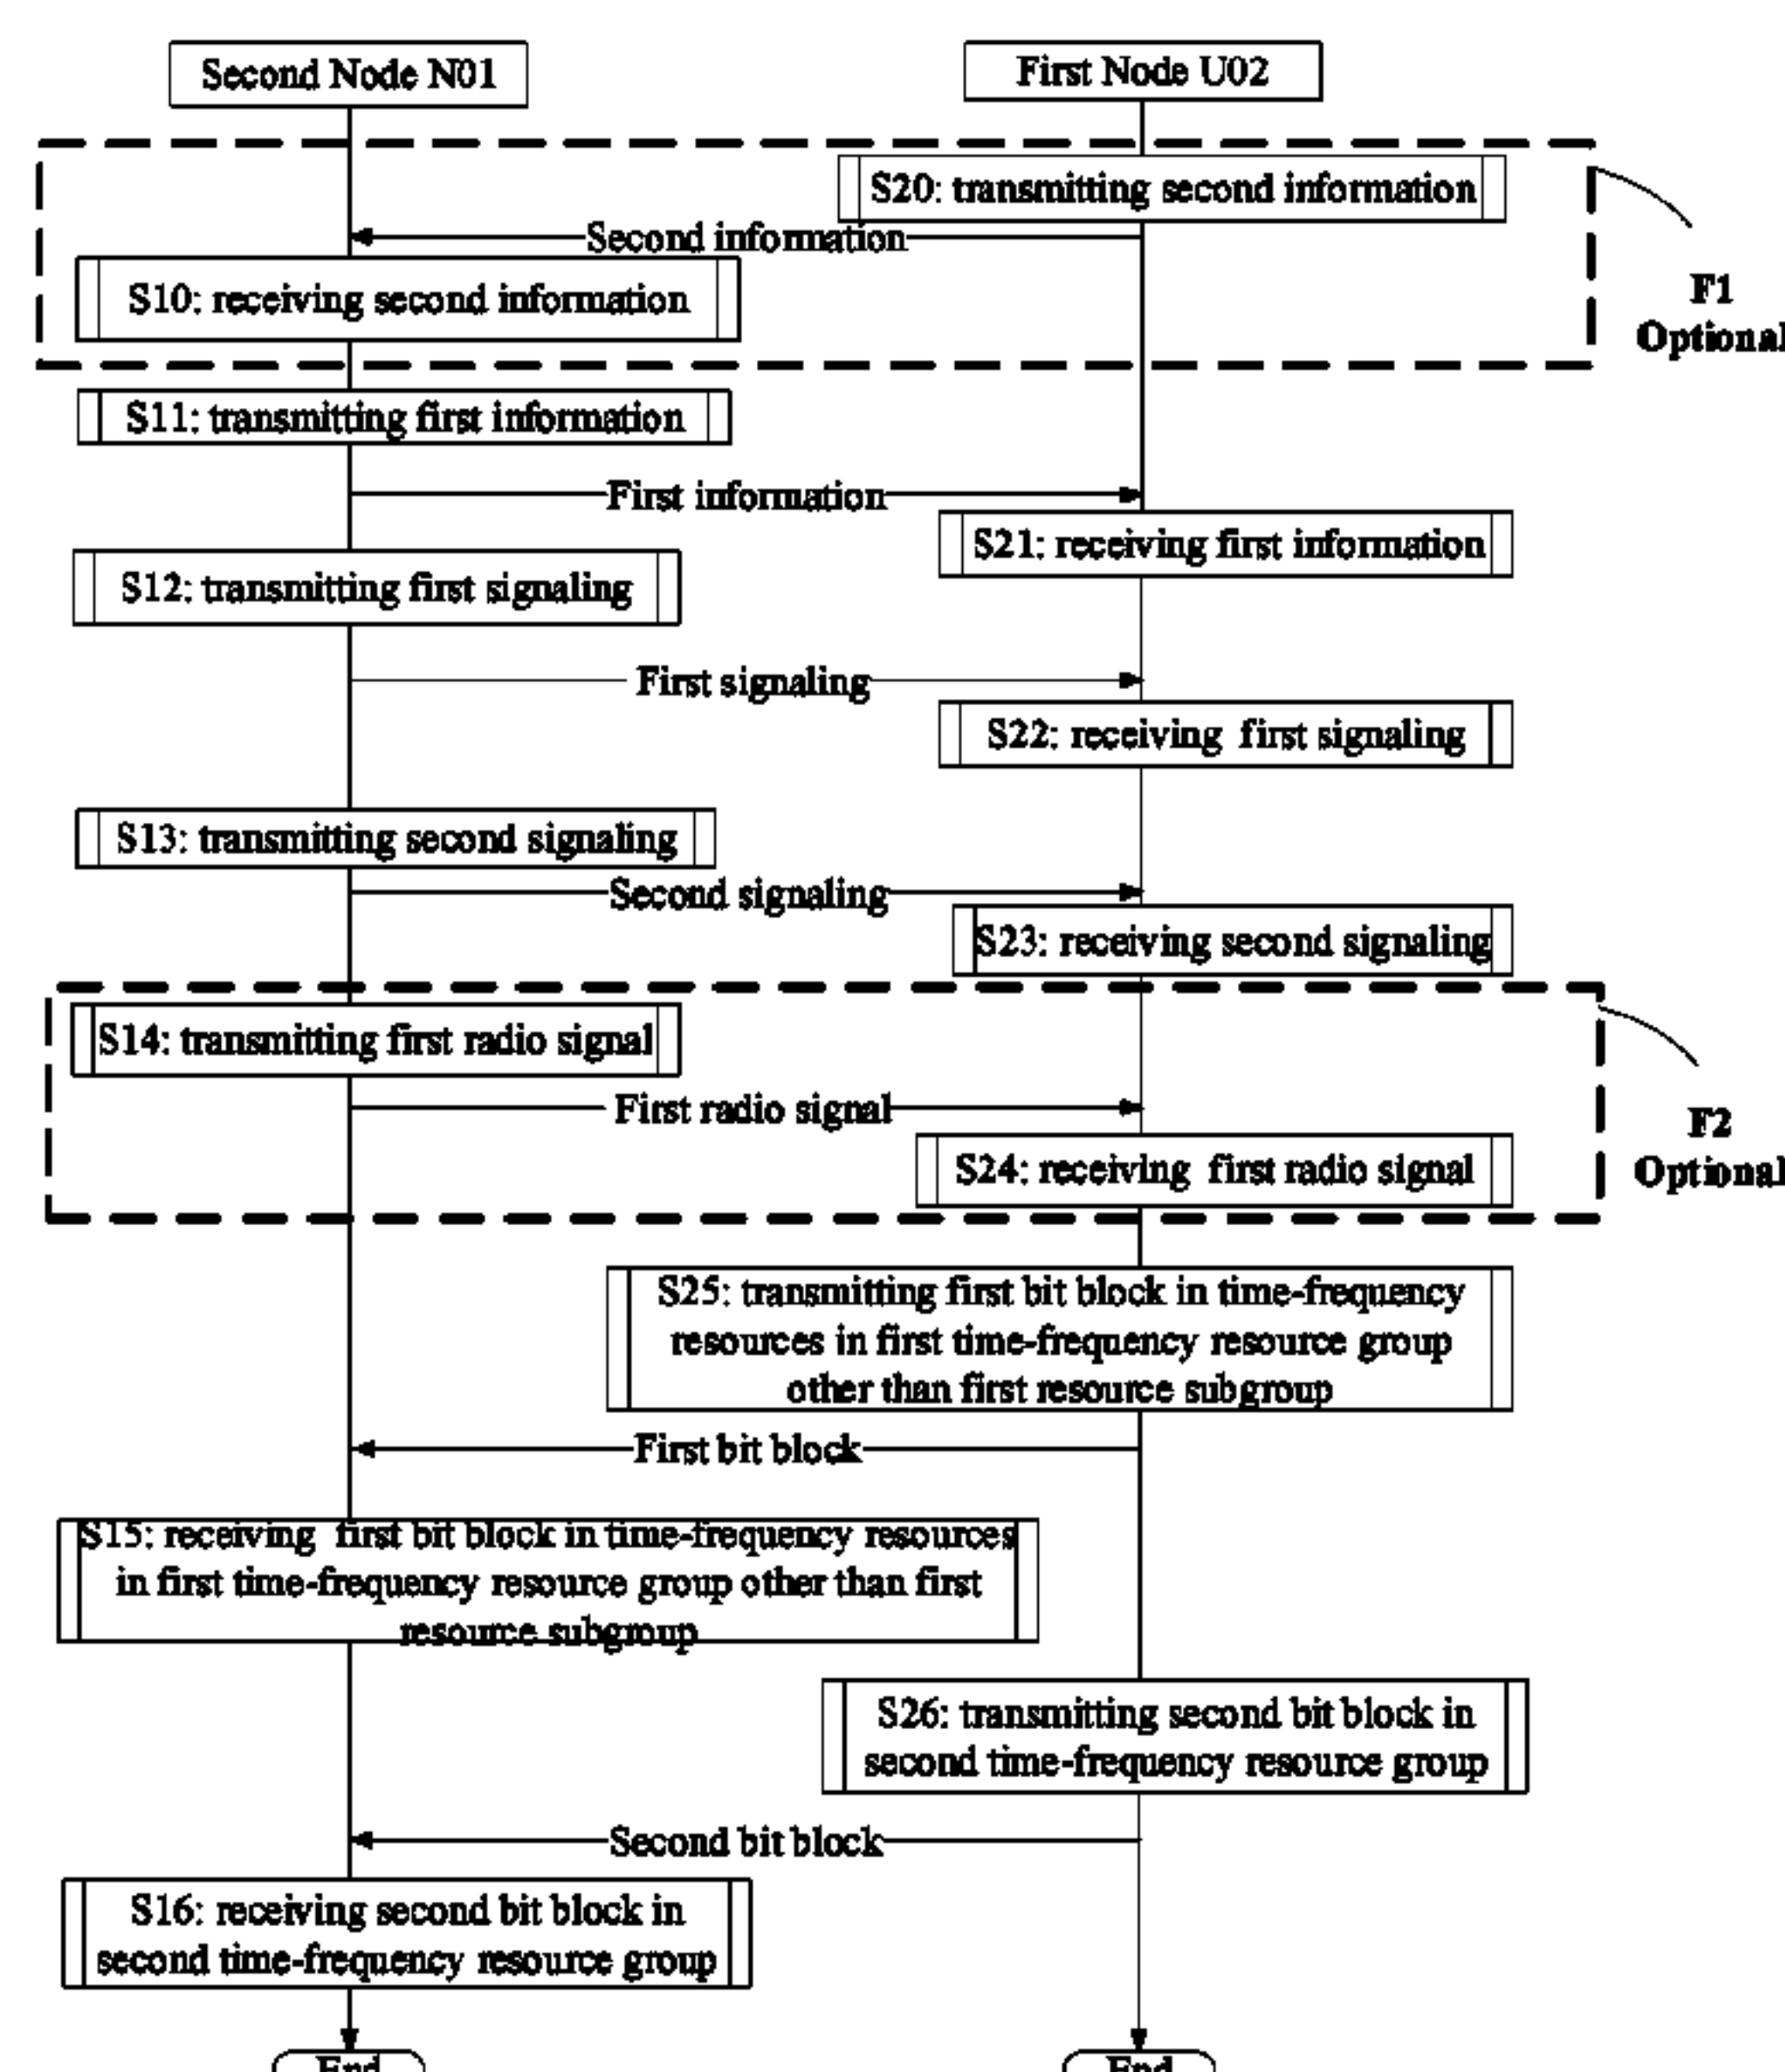 Second Node N01
First Node U02
S20: transmitting second information
Second information
S10: receiving second information
F1
Optional
S11: transmitting first information
First information
S21: receiving first information
S12: transmitting first signaling
First signaling
S22: receiving first signaling
S13: transmitting second signaling
Second signaling
S23: receiving second signaling
S14: transmitting first radio signal
First radio signal
F2
Optional
S24: receiving first radio signal
S25: transmitting first bit block in time-frequency
resources in first time-frequency resource group
other than first resource subgroup
First bit block
S15: receiving first bit block in time-frequency resources
in first time-frequency resource group other than first
resource subgroup
S26: transmitting second bit block in
second time-frequency resource group
Second bit block
S16: receiving second bit block in
second time-frequency resource group
End
End